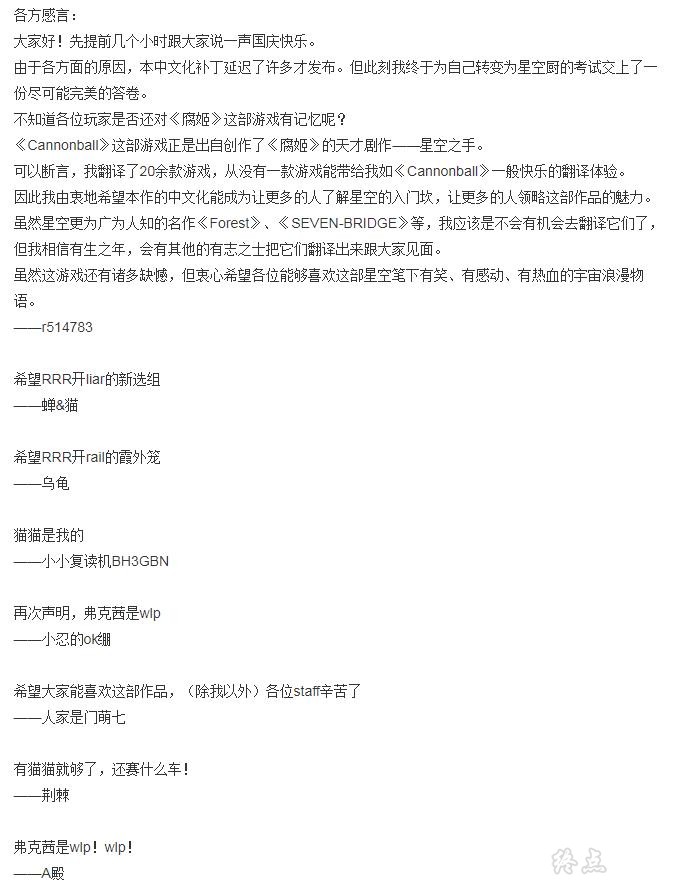 各方感言：
大家好！先提前几个小时跟大家说一声国庆快乐。
由于各方面的原因，本中文化补丁延迟了许多才发布。但此刻我终于为自己转变为星空厨的考试交上了一
份尽可能完美的答卷。
不知道各位玩家是否还对《腐姬》这部游戏有记忆呢？
《Cannonball》这部游戏正是出自创作了《腐姬》的天才剧作——星空之手。
可以断言，我翻译了20余款游戏，从没有一款游戏能带给我如《Cannonball》一般快乐的翻译体验。
因此我由衷地希望本作的中文化能成为让更多的人了解星空的入门坎，让更多的人领略这部作品的魅力。
虽然星空更为广为人知的名作《Forest》、《SEVEN-BRIDGE》等，我应该是不会有机会去翻译它们了，
但我相信有生之年，会有其他的有志之士把它们翻译出来跟大家见面。
虽然这游戏还有诸多缺憾，但衷心希望各位能够喜欢这部星空笔下有笑、有感动、有热血的宇宙浪漫物
语。
——r514783
希望RRR开liar的新选组
——蝉&猫
希望RRR开rail的霞外笼
——乌龟
猫猫是我的
——小小复读机BH3GBN
再次声明，弗克茜是wlp
——小忍的ok绷
希望大家能喜欢这部作品，（除我以外）各位staff辛苦了
——人家是门萌七
有猫猫就够了，还赛什么车！
——荆棘
弗克茜是wlp！wlp！
——A殿
终点